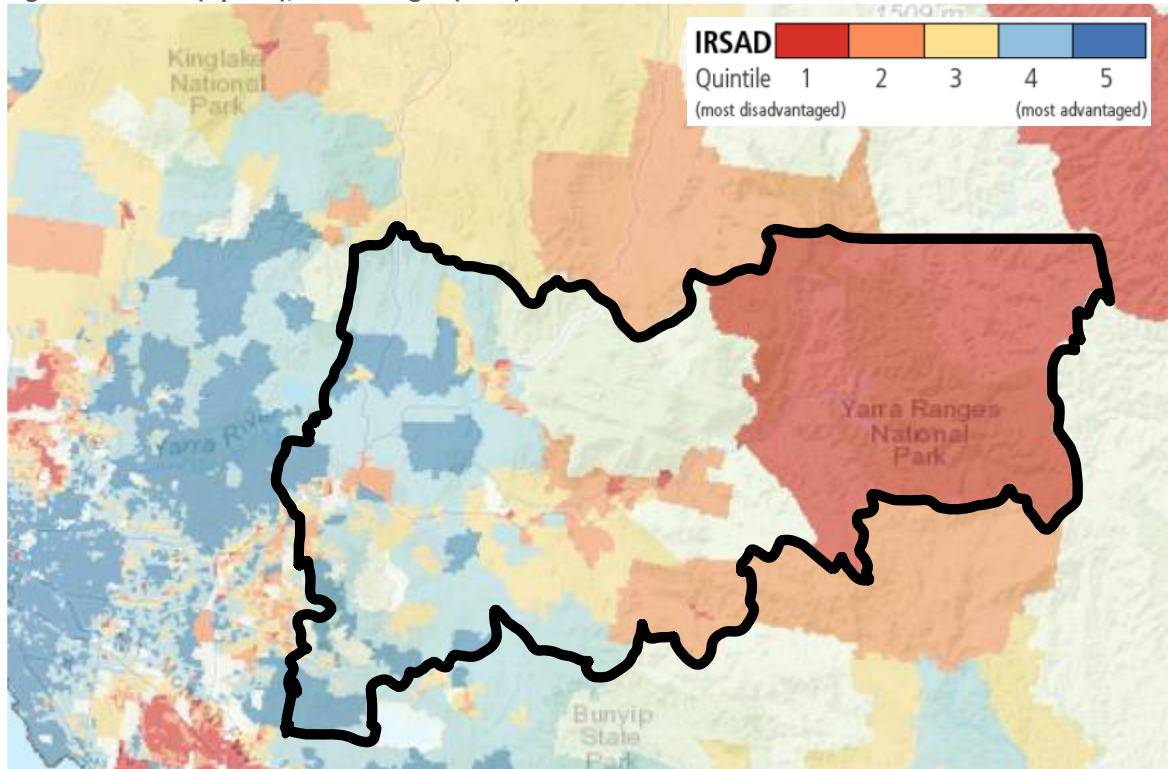 1509 m
IRSAD
Quintile 1 2 3 4 5
(most disadvantaged) (most advantaged)
Kinglake
National
Park
Yarra River
Yarra Ranges
National
Park
Bunyip
State
Park